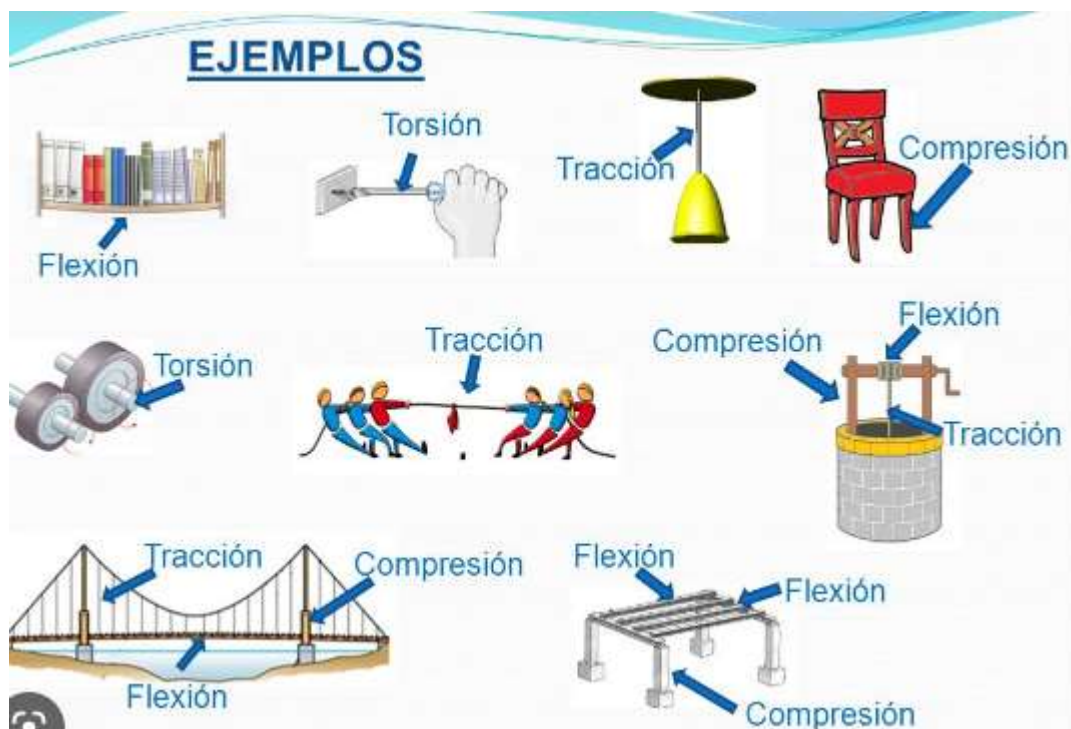 EJEMPLOS
Torsión
Tracción
Compresión
Flexión
Torsión
Tracción
Compresión
Flexión
Tracción
Tracción
Compresión
Flexión
Flexión
Flexión
Compresión